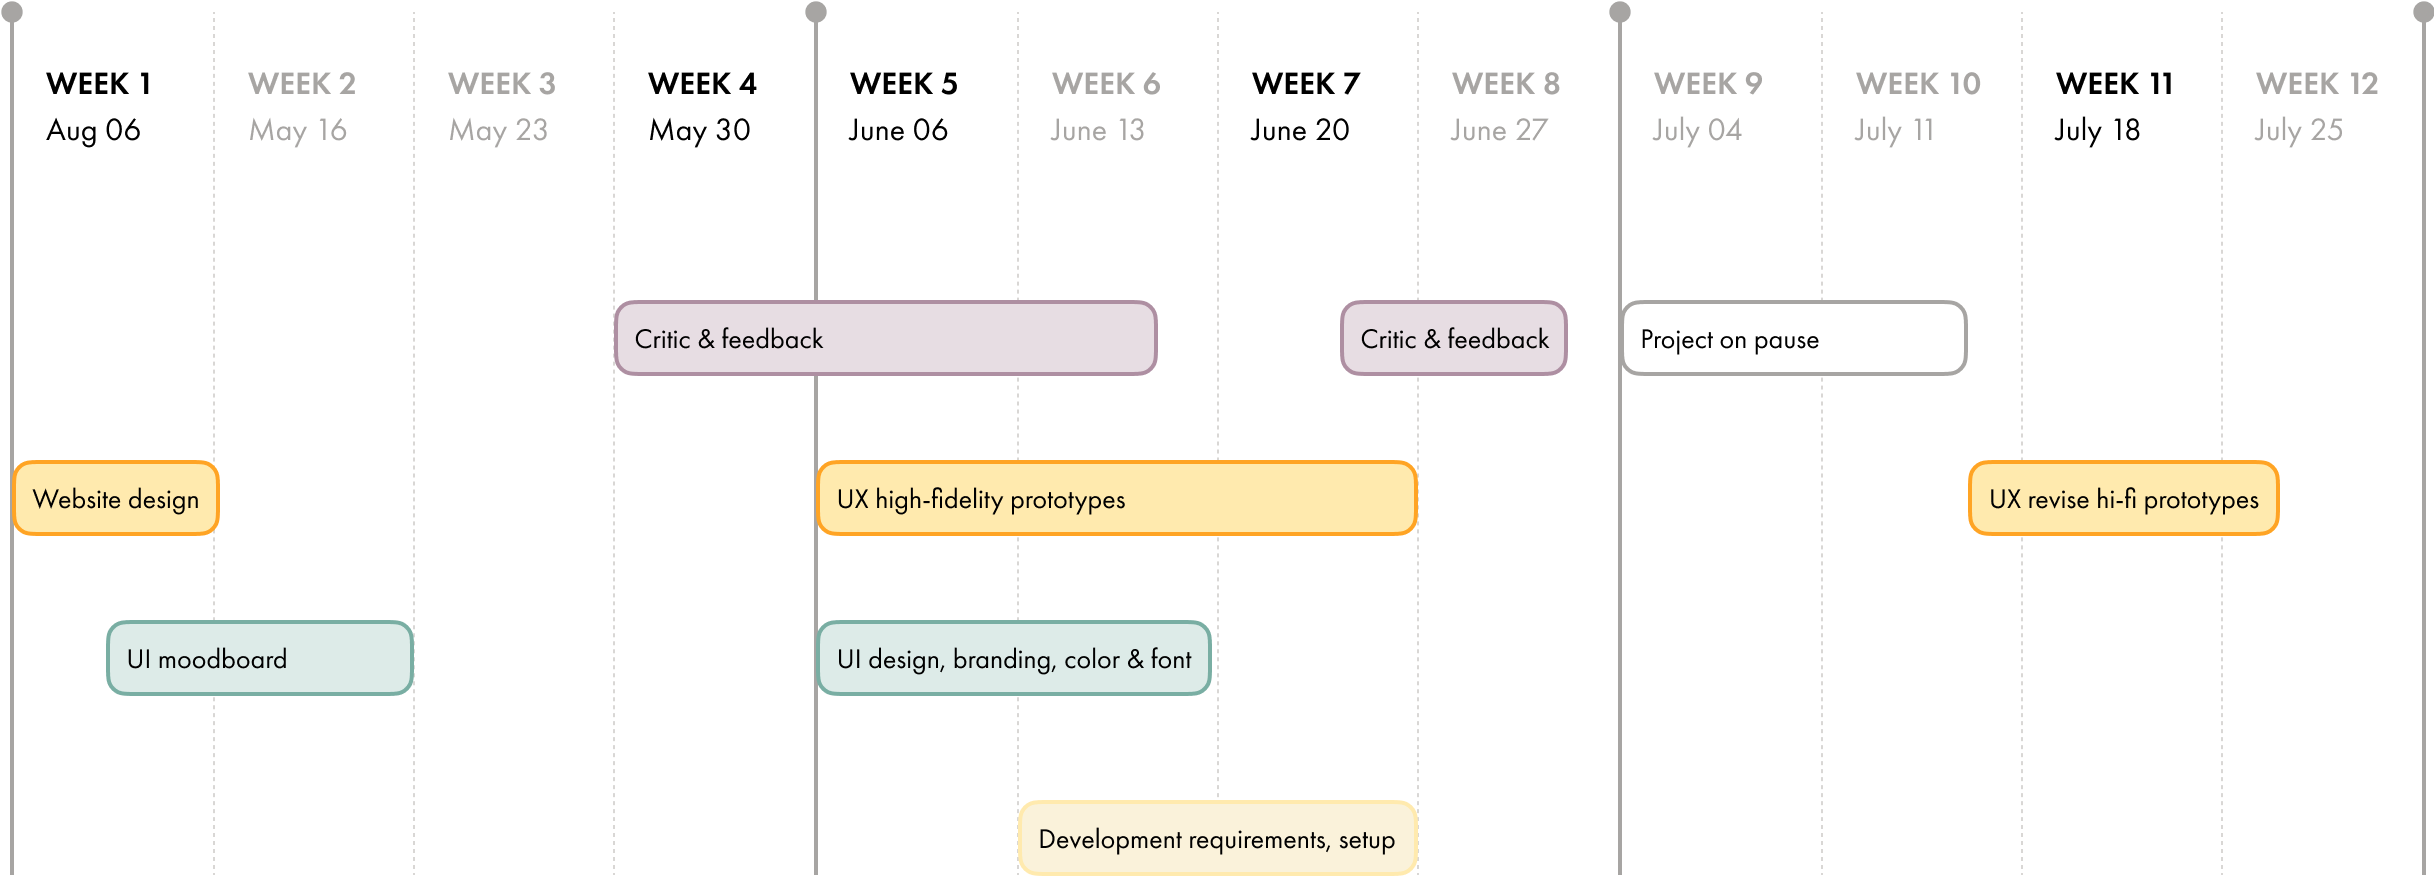 WEEK 1
Aug 06
WEEK 2
May 16
WEEK 3
May 23
WEEK 4
May 30
WEEK 5
June 06
WEEK 6
June 13
WEEK 7
June 20
WEEK 8
June 27
WEEK 9
July 04
WEEK 10
July 11
WEEK 11
July 18
WEEK 12
July 25
Critic & feedback
Critic & feedback
Project on pause
Website design
UX high-fidelity prototypes
UX revise hi-fi prototypes
UI moodboard
UI design, branding, color & font
Development requirements, setup